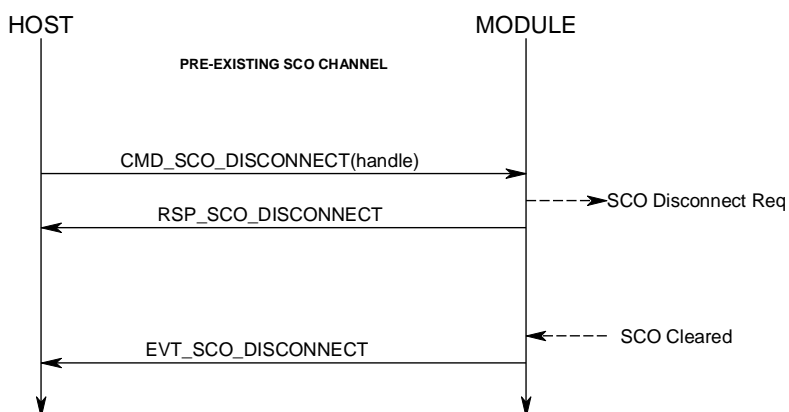 HOST
MODULE
PRE-EXISTING SCO CHANNEL
CMD_SCO_DISCONNECT(handle)
SCO Disconnect Req
RSP_SCO_DISCONNECT
SCO Cleared
EVT_SCO_DISCONNECT